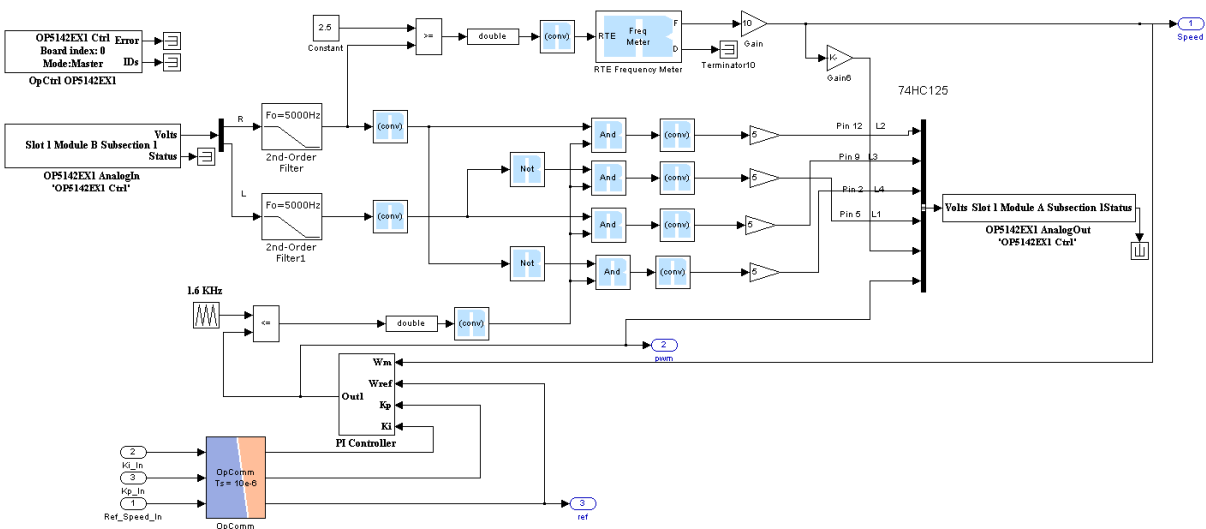 OP5142EX1 Ctrl
Board index: 0
Mode:Master
Error
IDs
OpCtrl OP5142EX1
2.5
Constant
>=
double
(conv)
RTE
Freq
Meter
F
D
RTE Frequency Meter
10
Gain
Terminator10
1
Speed
K-
Gain6
74HC125
Volts
Slot 1 Module B Subsection 1
Status
OP5142EX1 AnalogIn
'OP5142EX1 Ctrl'
R
L
Fo=5000Hz
2nd-Order
Filter
(conv)
Fo=5000Hz
2nd-Order
Filter1
(conv)
Not
Not
And
(conv)
5
Pin 12 L2
And
(conv)
5
Pin 9 L3
And
(conv)
5
Pin 2 L4
And
(conv)
5
Pin 5 L1
Volts Slot 1 Module A Subsection 1Status
OP5142EX1 AnalogOut
'OP5142EX1 Ctrl'
1.6 KHz
<=
double
(conv)
2
pwm
Wm
Wref
Out1
Kp
Ki
PI Controller
2
Ki_In
3
Kp_In
1
Ref_Speed_In
OpComm
Ts = 10e-6
OpComm
3
ref